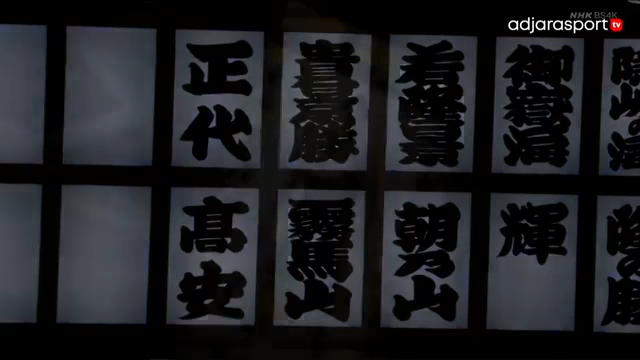 NHK BS4K
adjarasport tv
御嶽海
若隆景
貴景勝
正代
輝
朝乃山
霧馬山
高安